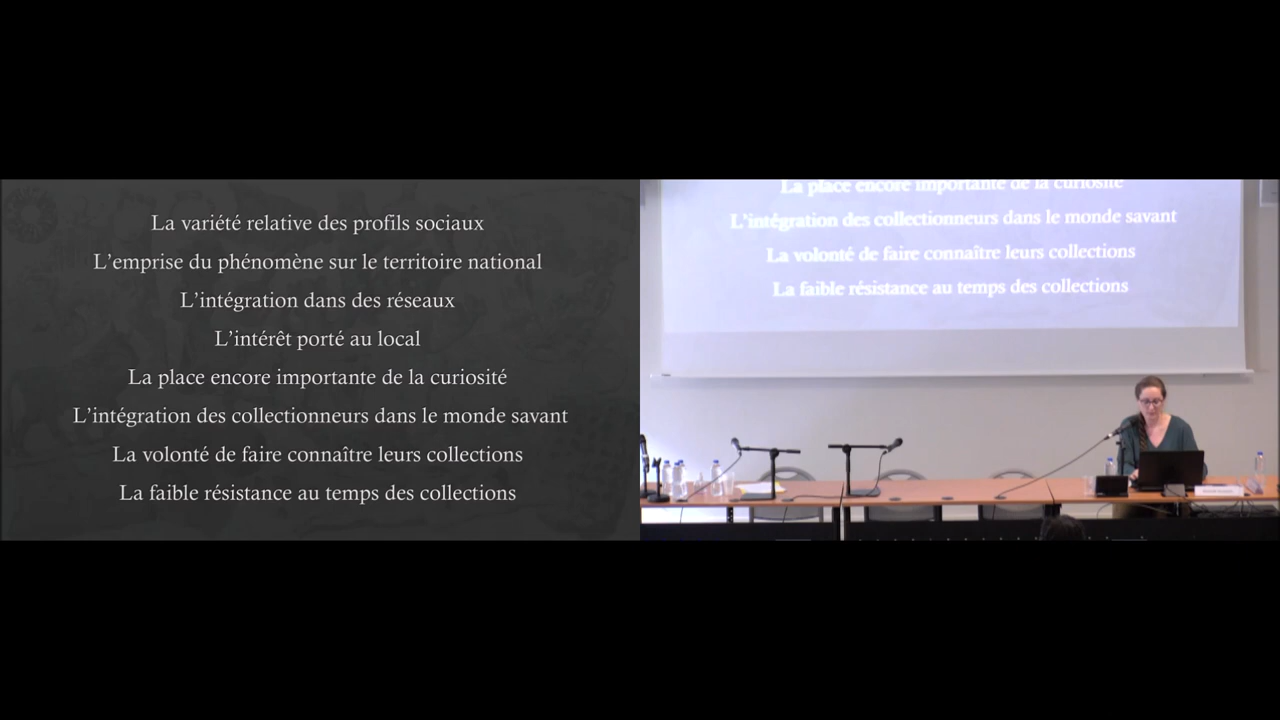 La variété relative des profils sociaux
L'emprise du phénomène sur le territoire national
L'intégration dans des réseaux
L'intérêt porté au local
La place encore importante de la curiosité
L'intégration des collectionneurs dans le monde savant
La volonté de faire connaître leurs collections
La faible résistance au temps des collections
La place encore importante de la curiosité
L'intégration des collectionneurs dans le monde savant
La volonté de faire connaître leurs collections
La faible résistance au temps des collections